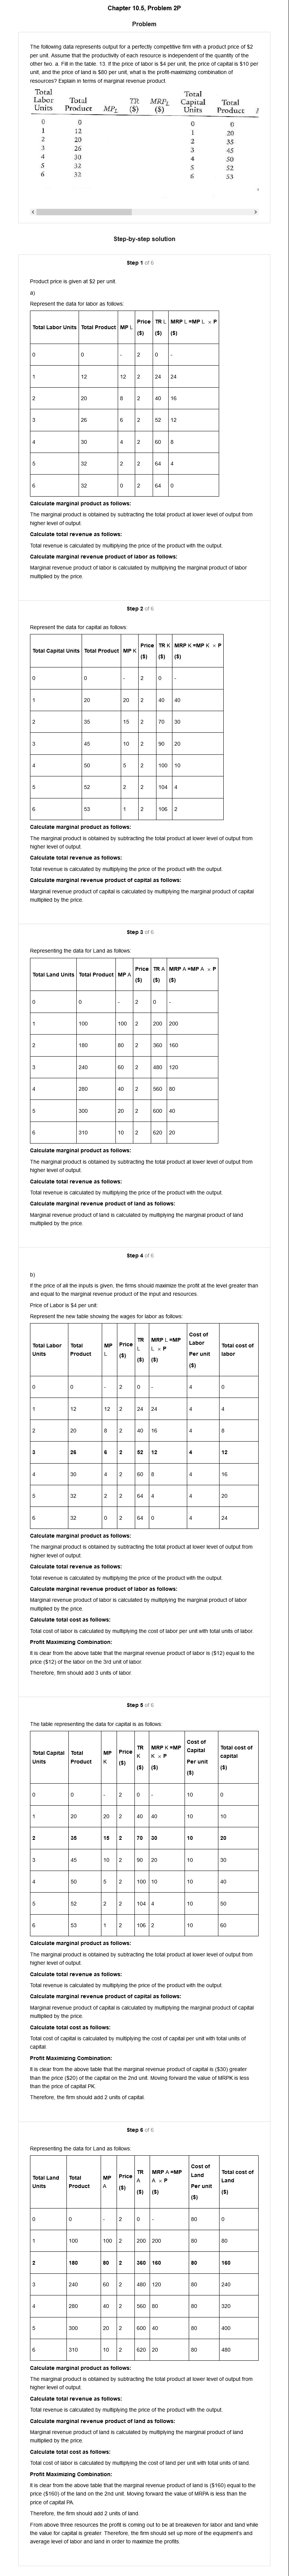 Chapter 10.5, Problem 2P
Problem
The following data represents output for a perfectly competitive firm with a product price of $2
per unit. Assume that the productivity of each resource is independent of the quantity of the
other two. a. Fill in the table. 13. If the price of labor is $4 per unit, the price of capital is $10 per
unit, and the price of land is $80 per unit, what is the profit-maximizing combination of
resources? Explain in terms of marginal revenue product.
Total Labor Units Total Product MPL TR ($) MRPL ($) Total Capital Units Total Product
0 0 0 0
1 12 1 20
2 20 2 35
3 26 3 45
4 30 4 50
5 32 5 52
6 32 6 53
Step-by-step solution
Step 1 of 6
Product price is given at $2 per unit.
a)
Represent the data for labor as follows:
Total Labor Units Total Product MP L Price ($) TR L ($) MRP L =MP L × P ($)
0 0 - 2 0 -
1 12 12 2 24 24
2 20 8 2 40 16
3 26 6 2 52 12
4 30 4 2 60 8
5 32 2 2 64 4
6 32 0 2 64 0
Calculate marginal product as follows:
The marginal product is obtained by subtracting the total product at lower level of output from
higher level of output.
Calculate total revenue as follows:
Total revenue is calculated by multiplying the price of the product with the output.
Calculate marginal revenue product of labor as follows:
Marginal revenue product of labor is calculated by multiplying the marginal product of labor
multiplied by the price.
Step 2 of 6
Represent the data for capital as follows:
Total Capital Units Total Product MP K Price ($) TR K ($) MRP K =MP K × P ($)
0 0 - 2 0 -
1 20 20 2 40 40
2 35 15 2 70 30
3 45 10 2 90 20
4 50 5 2 100 10
5 52 2 2 104 4
6 53 1 2 106 2
Calculate marginal product as follows:
The marginal product is obtained by subtracting the total product at lower level of output from
higher level of output.
Calculate total revenue as follows:
Total revenue is calculated by multiplying the price of the product with the output.
Calculate marginal revenue product of capital as follows:
Marginal revenue product of capital is calculated by multiplying the marginal product of capital
multiplied by the price.
Step 3 of 6
Representing the data for Land as follows:
Total Land Units Total Product MP A Price ($) TR A ($) MRP A =MP A × P ($)
0 0 - 2 0 -
1 100 100 2 200 200
2 180 80 2 360 160
3 240 60 2 480 120
4 280 40 2 560 80
5 300 20 2 600 40
6 310 10 2 620 20
Calculate marginal product as follows:
The marginal product is obtained by subtracting the total product at lower level of output from
higher level of output.
Calculate total revenue as follows:
Total revenue is calculated by multiplying the price of the product with the output.
Calculate marginal revenue product of land as follows:
Marginal revenue product of land is calculated by multiplying the marginal product of land
multiplied by the price.
Step 4 of 6
b)
If the price of all the inputs is given, the firms should maximize the profit at the level greater than
and equal to the marginal revenue product of the input and resources.
Price of Labor is $4 per unit:
Represent the new table showing the wages for labor as follows:
Total Labor Units Total Product MP L Price ($) TR L ($) MRP L =MP L × P ($) Cost of Labor Per unit ($) Total cost of labor
0 0 - 2 0 - 4 0
1 12 12 2 24 24 4 4
2 20 8 2 40 16 4 8
3 26 6 2 52 12 4 12
4 30 4 2 60 8 4 16
5 32 2 2 64 4 4 20
6 32 0 2 64 0 4 24
Calculate marginal product as follows:
The marginal product is obtained by subtracting the total product at lower level of output from
higher level of output.
Calculate total revenue as follows:
Total revenue is calculated by multiplying the price of the product with the output.
Calculate marginal revenue product of labor as follows:
Marginal revenue product of labor is calculated by multiplying the marginal product of labor
multiplied by the price.
Calculate total cost as follows:
Total cost of labor is calculated by multiplying the cost of labor per unit with total units of labor.
Profit Maximizing Combination:
It is clear from the above table that the marginal revenue product of labor is ($12) equal to the
price ($12) of the labor on the 3rd unit of labor.
Therefore, firm should add 3 units of labor.
Step 5 of 6
The table representing the data for capital is as follows:
Total Capital Units Total Product MP K Price ($) TR K ($) MRP K =MP K × P ($) Cost of Capital Per unit ($) Total cost of capital ($)
0 0 - 2 0 - 10 0
1 20 20 2 40 40 10 10
2 35 15 2 70 30 10 20
3 45 10 2 90 20 10 30
4 50 5 2 100 10 10 40
5 52 2 2 104 4 10 50
6 53 1 2 106 2 10 60
Calculate marginal product as follows:
The marginal product is obtained by subtracting the total product at lower level of output from
higher level of output.
Calculate total revenue as follows:
Total revenue is calculated by multiplying the price of the product with the output.
Calculate marginal revenue product of capital as follows:
Marginal revenue product of capital is calculated by multiplying the marginal product of capital
multiplied by the price.
Calculate total cost as follows:
Total cost of capital is calculated by multiplying the cost of capital per unit with total units of
capital.
Profit Maximizing Combination:
It is clear from the above table that the marginal revenue product of capital is ($30) greater
than the price ($20) of the capital on the 2nd unit. Moving forward the value of MRPK is less
than the price of capital PK.
Therefore, the firm should add 2 units of capital.
Step 6 of 6
Representing the data for Land as follows:
Total Land Units Total Product MP A Price ($) TR A ($) MRP A =MP A × P ($) Cost of Land Per unit ($) Total cost of Land ($)
0 0 - 2 0 - 80 0
1 100 100 2 200 200 80 80
2 180 80 2 360 160 80 160
3 240 60 2 480 120 80 240
4 280 40 2 560 80 80 320
5 300 20 2 600 40 80 400
6 310 10 2 620 20 80 480
Calculate marginal product as follows:
The marginal product is obtained by subtracting the total product at lower level of output from
higher level of output.
Calculate total revenue as follows:
Total revenue is calculated by multiplying the price of the product with the output.
Calculate marginal revenue product of land as follows:
Marginal revenue product of land is calculated by multiplying the marginal product of land
multiplied by the price.
Calculate total cost as follows:
Total cost of labor is calculated by multiplying the cost of land per unit with total units of land.
Profit Maximizing Combination:
It is clear from the above table that the marginal revenue of land is ($160) equal to the
price ($160) of the land on the 2nd unit. Moving forward the value of MRPA is less than the
price of capital PA.
Therefore, the firm should add 2 units of land.
From above three resources the profit is coming out to be at breakeven for labor and land while
the value for capital is greater. Therefore, the firm should set up more of the equipment's and
average level of labor and land in order to maximize the profits.